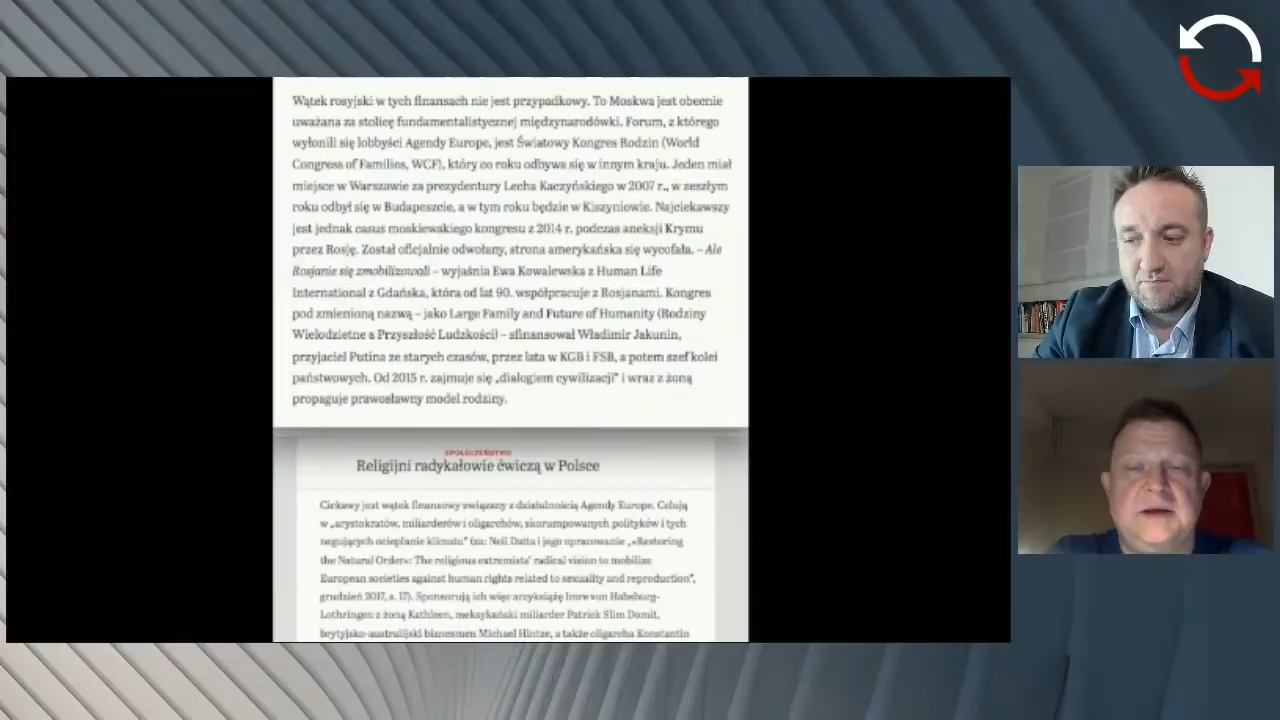 Wątek rosyjski w tych finansach nie jest przypadkowy. To Moskwa jest obecnie
uważana za stolicę fundamentalistycznej międzynarodówki. Forum, z którego
wyłonili się lobbyści Agendy Europe, jest Światowy Kongres Rodzin (World
Congress of Families, WCF), który co roku odbywa się w innym kraju. Jeden miał
miejsce w Warszawie za prezydentury Lecha Kaczyńskiego w 2007 r., w zeszłym
roku odbył się w Budapeszcie, a w tym roku będzie w Kiszyniowie. Najciekawszy
jest jednak casus moskiewskiego kongresu z 2014 r. podczas aneksji Krymu
przez Rosję. Został oficjalnie odwołany, strona amerykańska się wycofała. – Ale
Rosjanie się zmobilizowali – wyjaśnia Ewa Kowalewska z Human Life
International z Gdańska, która od lat 90. współpracuje z Rosjanami. Kongres
pod zmienioną nazwą – jako Large Family and Future of Humanity (Rodziny
Wielodzietne a Przyszłość Ludzkości) – sfinansował Władimir Jakunin,
przyjaciel Putina ze starych czasów, przez lata w KGB i FSB, a potem szef kolei
państwowych. Od 2015 r. zajmuje się „dialogiem cywilizacji" i wraz z żoną
propaguje prawosławny model rodziny.
SPOŁECZEŃSTWO
Religijni radykałowie ćwiczą w Polsce
Ciekawy jest wątek finansowy związany z działalnością Agendy Europe. Celują
w „arystokratów, miliarderów i oligarchów, skorumpowanych polityków i tych
negujących ocieplanie klimatu" (za: Neil Datta i jego opracowanie „»Restoring
the Natural Order«: The religious extremists' radical vision to mobilize
European societies against human rights related to sexuality and reproduction",
grudzień 2017, s. 17). Sponsorują ich więc arcyksiążę Imre von Habsburg-
Lothringen z żoną Kathleen, meksykański miliarder Patrick Slim Domit,
brytyjsko-australijski biznesmen Michael Hintze, a także oligarcha Konstantin